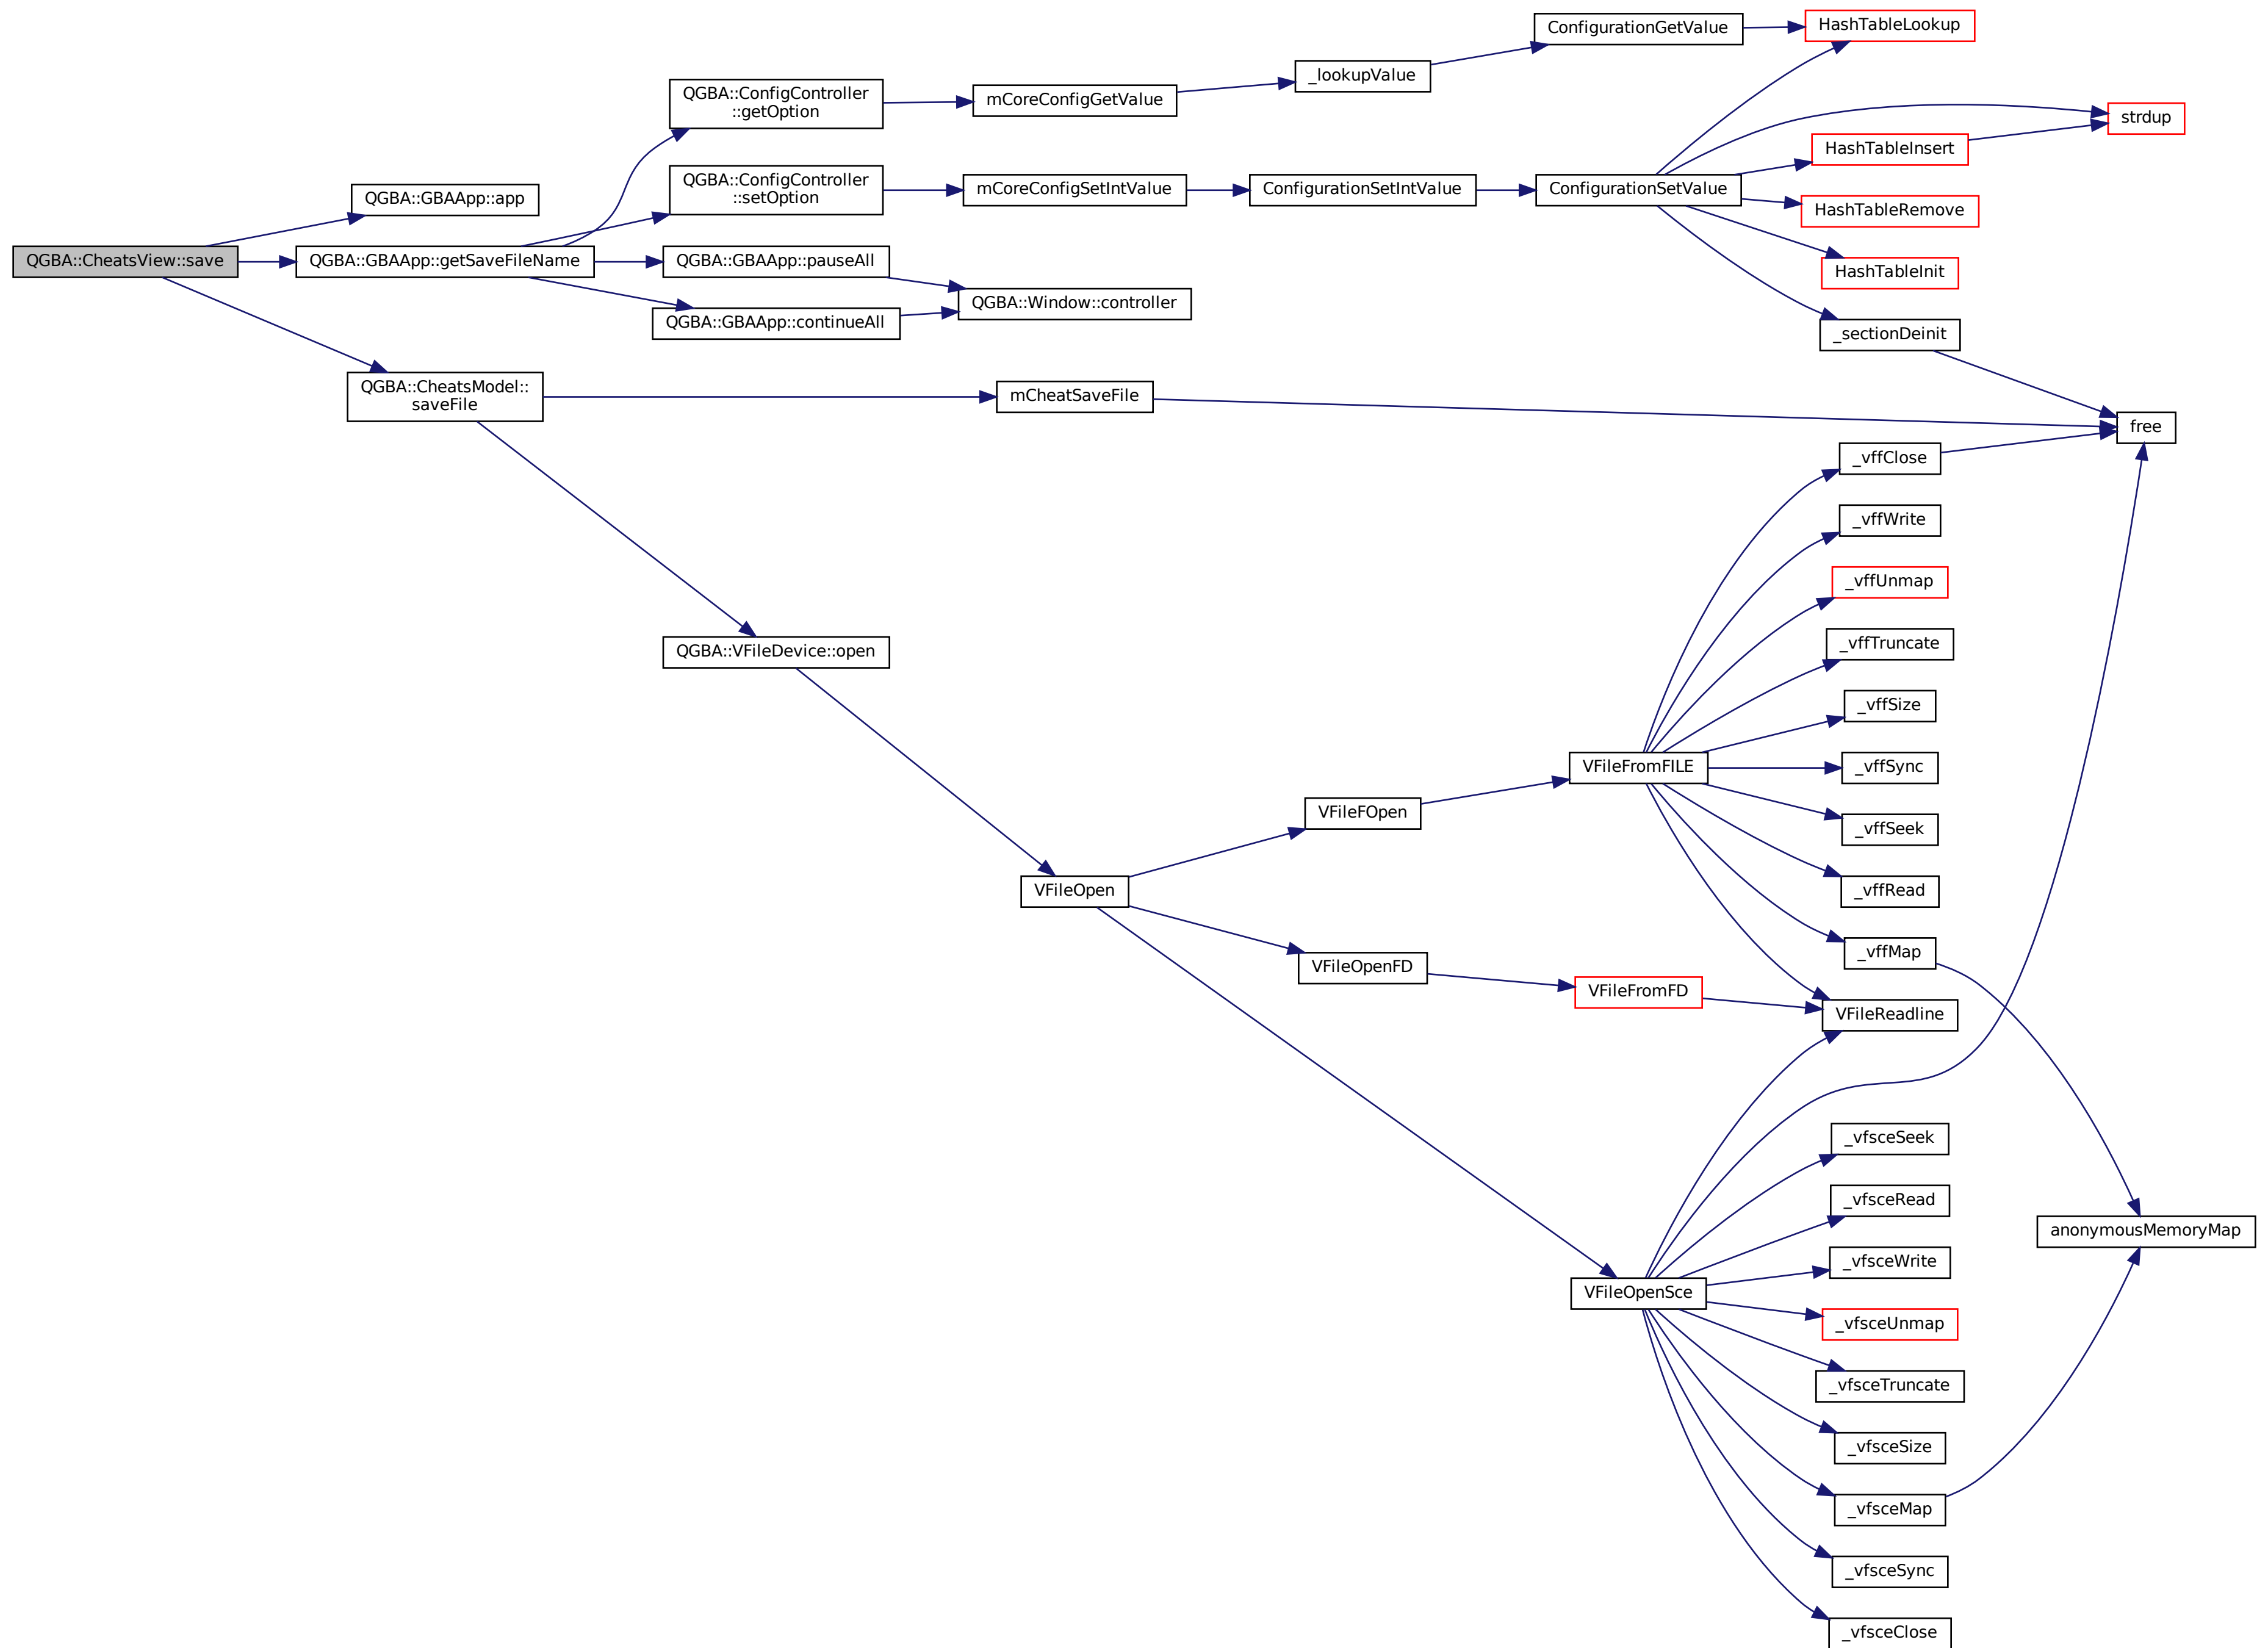 ConfigurationGetValue
HashTableLookup
_lookupValue
QGBA::ConfigController
::getOption
mCoreConfigGetValue
strdup
HashTableInsert
QGBA::ConfigController
::setOption
mCoreConfigSetIntValue
ConfigurationSetIntValue
ConfigurationSetValue
QGBA::GBAApp::app
HashTableRemove
QGBA::CheatsView::save
QGBA::GBAApp::getSaveFileName
QGBA::GBAApp::pauseAll
HashTableInit
QGBA::Window::controller
QGBA::GBAApp::continueAll
_sectionDeinit
QGBA::CheatsModel::
saveFile
mCheatSaveFile
free
_vffClose
_vffWrite
_vffUnmap
_vffTruncate
QGBA::VFileDevice::open
_vffSize
VFileFromFILE
_vffSync
VFileFOpen
_vffSeek
VFileOpen
_vffRead
_vffMap
VFileOpenFD
VFileFromFD
VFileReadline
_vfsceSeek
_vfsceRead
anonymousMemoryMap
_vfsceWrite
VFileOpenSce
_vfsceUnmap
_vfsceTruncate
_vfsceSize
_vfsceMap
_vfsceSync
_vfsceClose